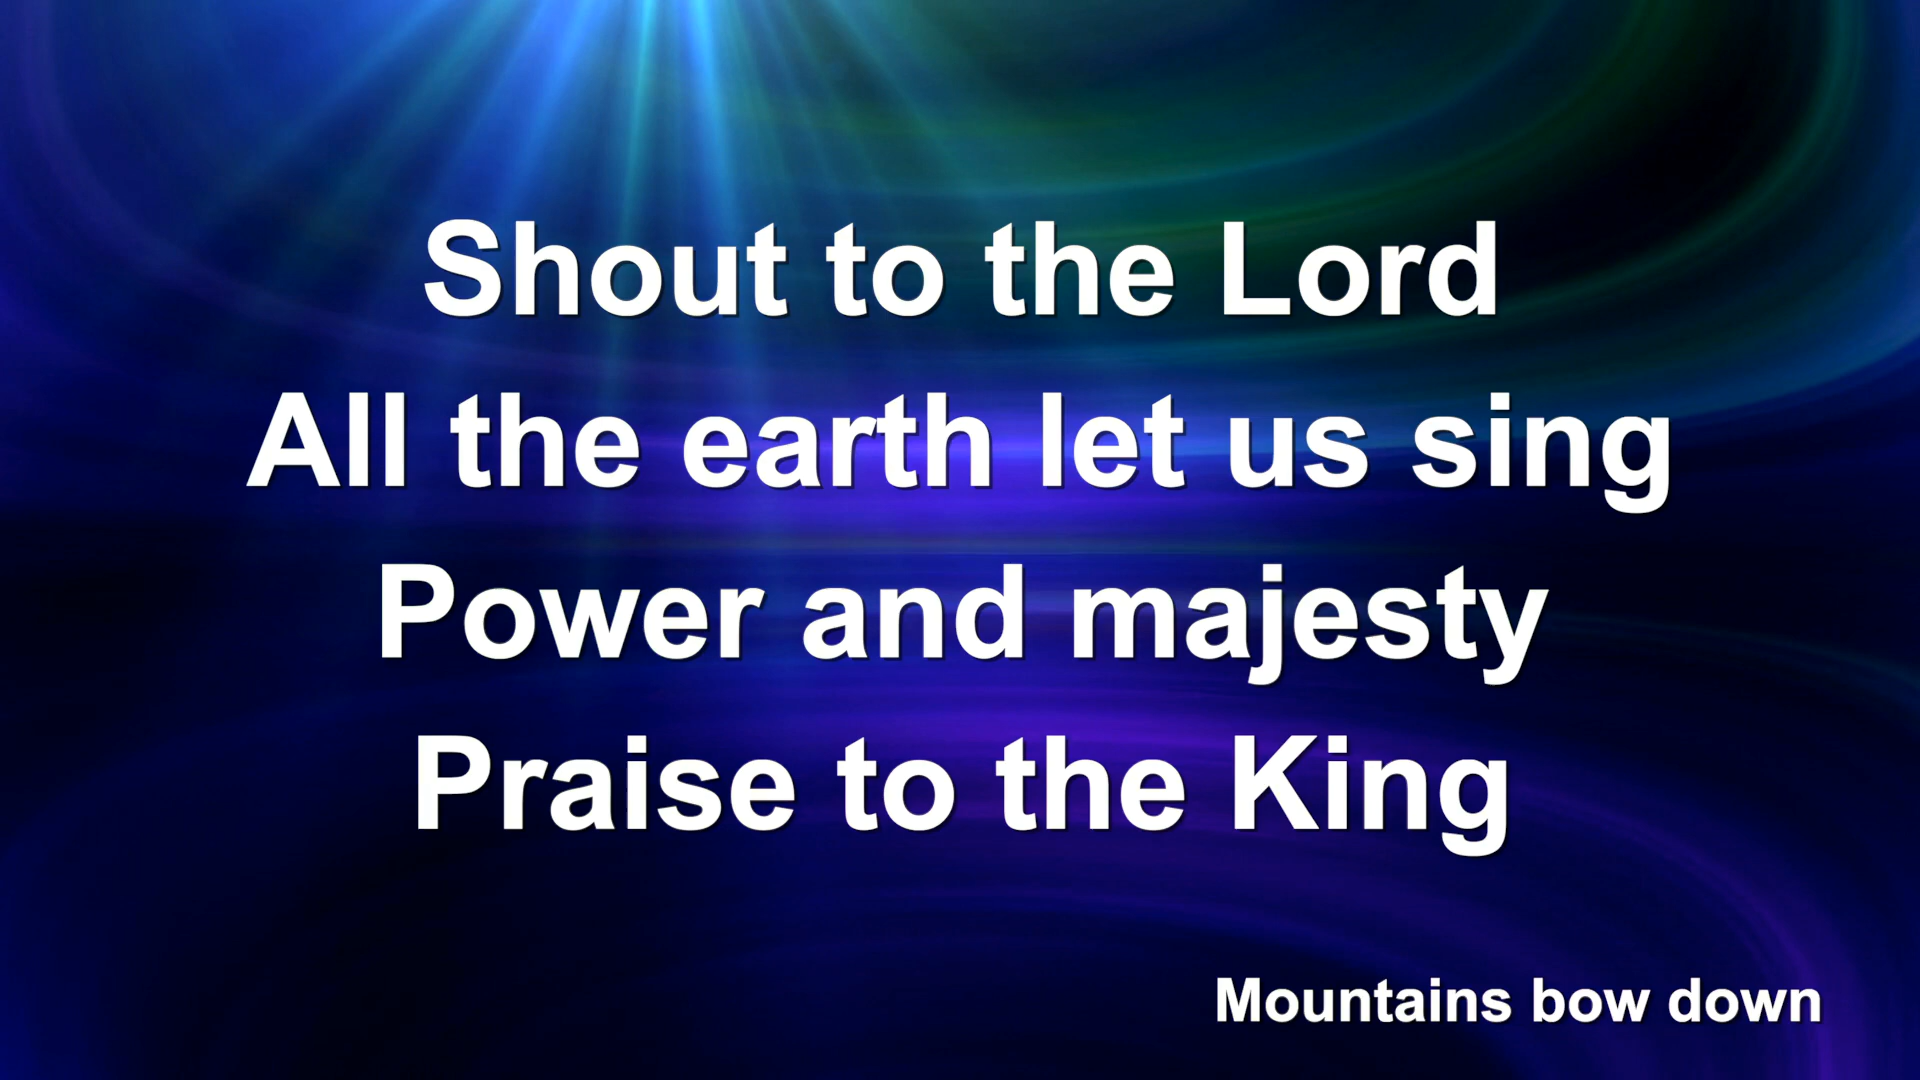 Shout to the Lord
All the earth let us sing
Power and majesty
Praise to the King
Mountains bow down